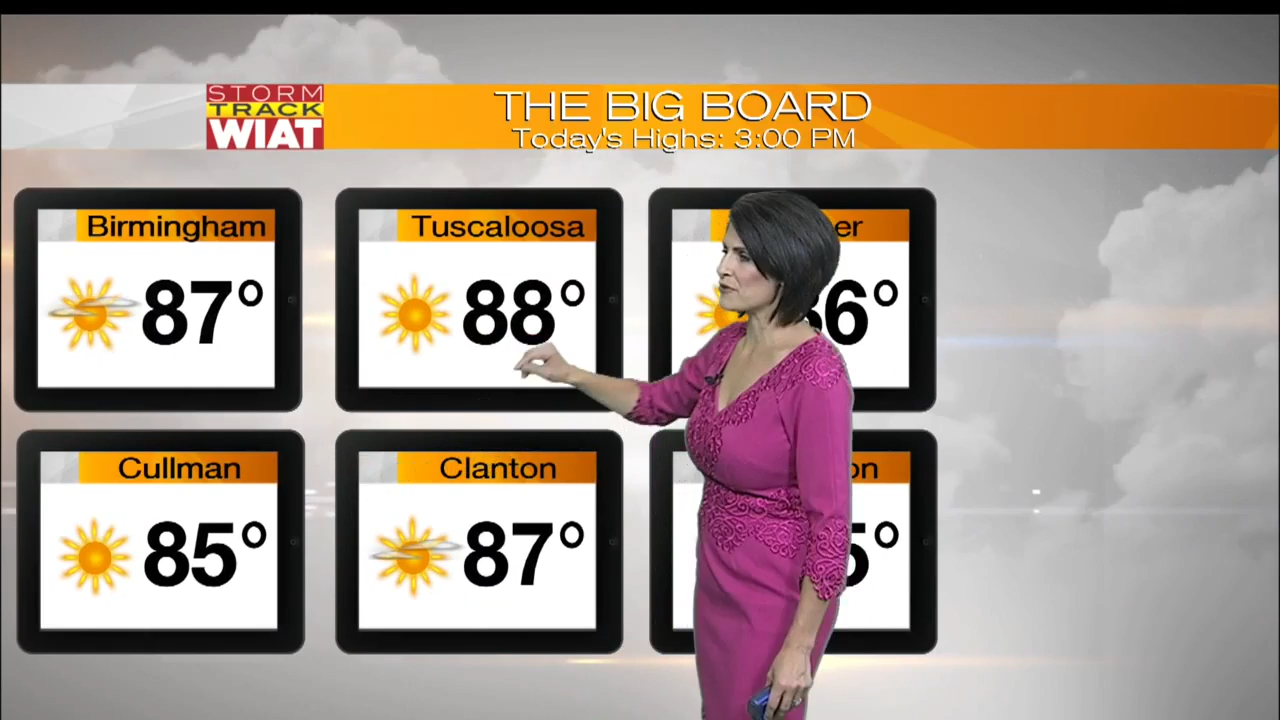 STORM
TRACK
WIAT
THE BIG BOARD
Today's Highs: 3:00 PM
Birmingham
87°
Tuscaloosa
88°
Cullman
85°
Clanton
87°